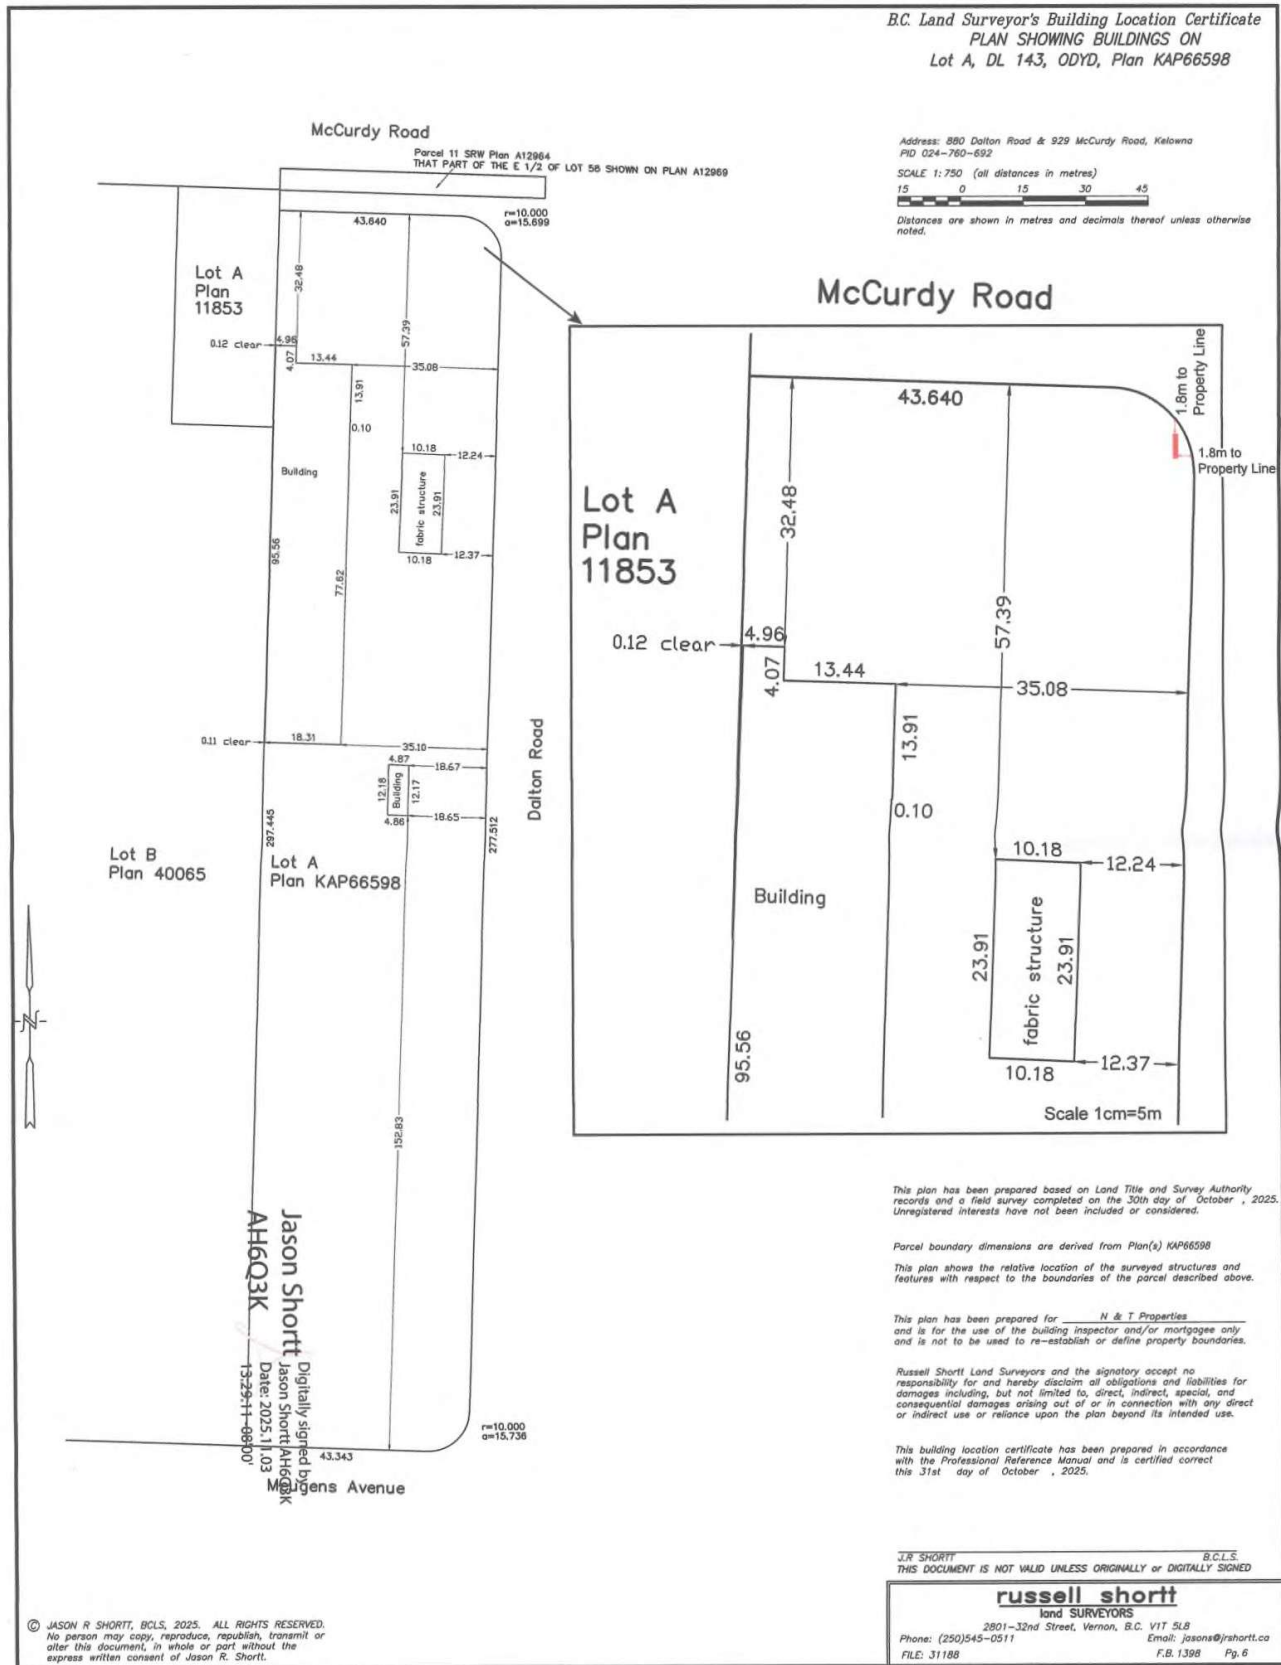 B.C. Land Surveyor's Building Location Certificate
PLAN SHOWING BUILDINGS ON
Lot A, DL 143, ODYD, Plan KAP66598
Address: 880 Dalton Road & 929 McCurdy Road, Kelowna
PID 024-760-692
SCALE 1:750 (all distances in metres)
15 0 15 30 45
Distances are shown in metres and decimals thereof unless otherwise
noted.
McCurdy Road
Parcel 11 SRW Plan A12964
THAT PART OF THE E 1/2 OF LOT 56 SHOWN ON PLAN A12969
43.640
r=10.000
a=15.699
Lot A
Plan
11853
32.48
57.39
0.12 clear
4.96
4.07
13.44
35.08
13.91
0.10
10.18
12.24
Building
23.91
fabric structure
23.91
10.18
12.37
95.56
77.62
0.11 clear
18.31
35.10
4.87
18.67
12.18
Building
12.17
4.86
18.65
Dalton Road
297.445
277.512
Lot B
Plan 40065
Lot A
Plan KAP66598
N
152.83
Jason Shortt
AH6Q3K
Digitally signed by
Jason Shortt AH6Q3K
Date: 2025.11.03
13:29:11 -08'00'
r=10.000
a=15.736
43.343
Mougens Avenue
McCurdy Road
43.640
1.8m to
Property Line
1.8m to
Property Line
Lot A
Plan
11853
32.48
57.39
0.12 clear
4.96
4.07
13.44
35.08
13.91
0.10
10.18
12.24
Building
23.91
fabric structure
23.91
95.56
10.18
12.37
Scale 1cm=5m
This plan has been prepared based on Land Title and Survey Authority
records and a field survey completed on the 30th day of October , 2025.
Unregistered interests have not been included or considered.
Parcel boundary dimensions are derived from Plan(s) KAP66598
This plan shows the relative location of the surveyed structures and
features with respect to the boundaries of the parcel described above.
This plan has been prepared for N & T Properties
and is for the use of the building inspector and/or mortgagee only
and is not to be used to re-establish or define property boundaries.
Russell Shortt Land Surveyors and the signatory accept no
responsibility for and hereby disclaim all obligations and liabilities for
damages including, but not limited to, direct, indirect, special, and
consequential damages arising out of or in connection with any direct
or indirect use or reliance upon the plan beyond its intended use.
This building location certificate has been prepared in accordance
with the Professional Reference Manual and is certified correct
this 31st day of October , 2025.
J.R SHORTT B.C.L.S.
THIS DOCUMENT IS NOT VALID UNLESS ORIGINALLY or DIGITALLY SIGNED
russell shortt
land SURVEYORS
2801-32nd Street, Vernon, B.C. V1T 5L8
Phone: (250)545-0511 Email: jasons@jrshortt.ca
FILE: 31188 F.B. 1398 Pg. 6
© JASON R SHORTT, BCLS, 2025. ALL RIGHTS RESERVED.
No person may copy, reproduce, republish, transmit or
alter this document, in whole or part without the
express written consent of Jason R. Shortt.